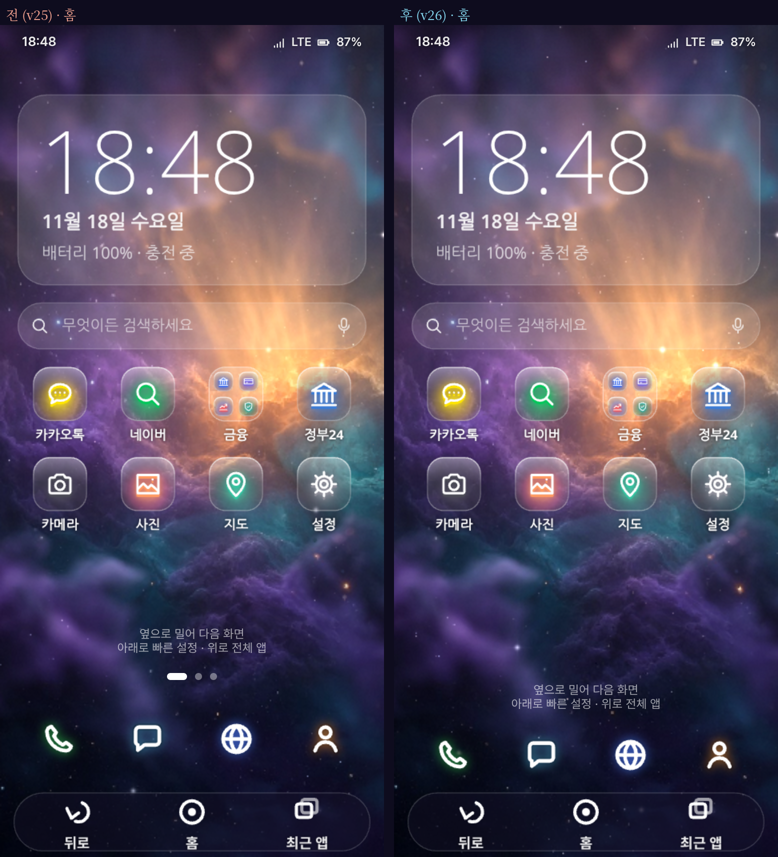 전 (v25) · 홈
18:48
LTE 87%
18:48
11월 18일 수요일
배터리 100% · 충전 중
무엇이든 검색하세요
카카오톡 네이버 금융 정부24
카메라 사진 지도 설정
옆으로 밀어 다음 화면
아래로 빠른 설정 · 위로 전체 앱
뒤로 홈 최근 앱
후 (v26) · 홈
18:48
LTE 87%
18:48
11월 18일 수요일
배터리 100% · 충전 중
무엇이든 검색하세요
카카오톡 네이버 금융 정부24
카메라 사진 지도 설정
옆으로 밀어 다음 화면
아래로 빠른 설정 · 위로 전체 앱
뒤로 홈 최근 앱